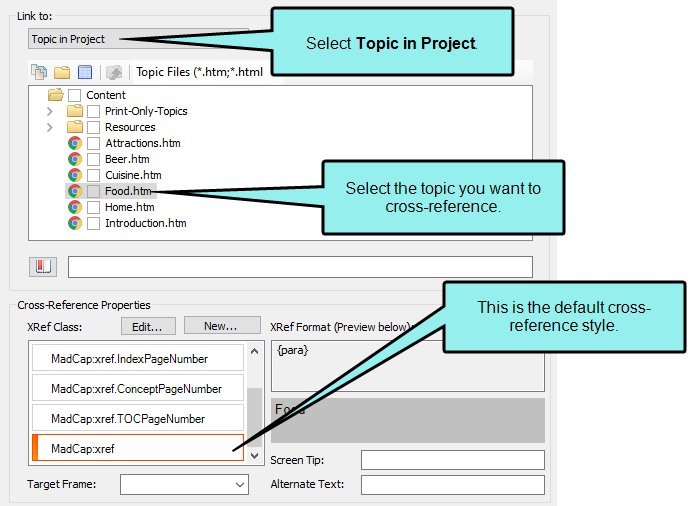 Link to:
Topic in Project
Select Topic in Project.
Topic Files (*.htm;*.html
Content
Print-Only-Topics
Resources
Attractions.htm
Beer.htm
Cuisine.htm
Food.htm
Home.htm
Introduction.htm
Select the topic you want to
cross-reference.
Cross-Reference Properties
XRef Class:
Edit...
New...
XRef Format (Preview below):
This is the default cross-
reference style.
MadCap:xref.IndexPageNumber
MadCap:xref.ConceptPageNumber
MadCap:xref.TOCPageNumber
MadCap:xref
{para}
Food
Screen Tip:
Target Frame:
Alternate Text: